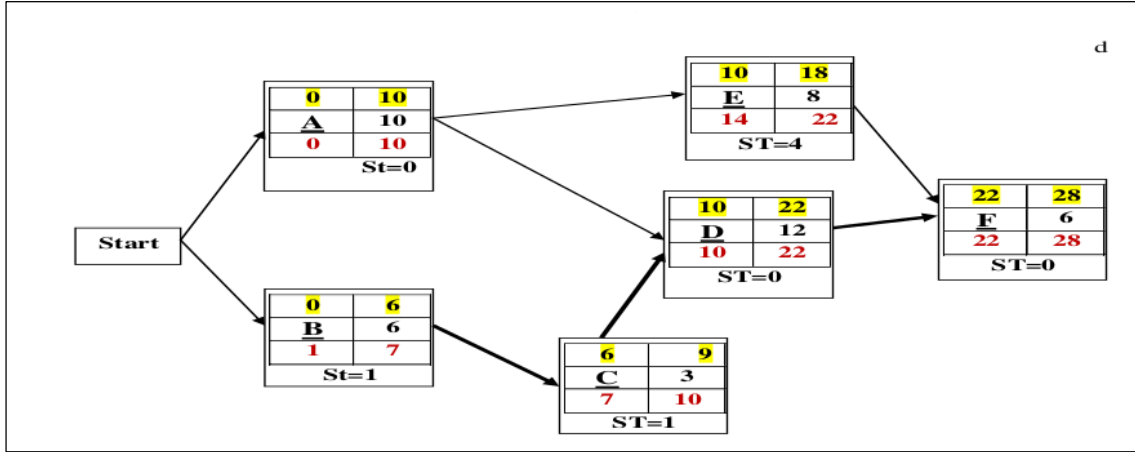 d
10 18
E 8
14 22
ST=4
0 10
A 10
0 10
St=0
10 22
D 12
10 22
ST=0
22 28
F 6
22 28
ST=0
Start
0 6
B 6
1 7
St=1
6 9
C 3
7 10
ST=1